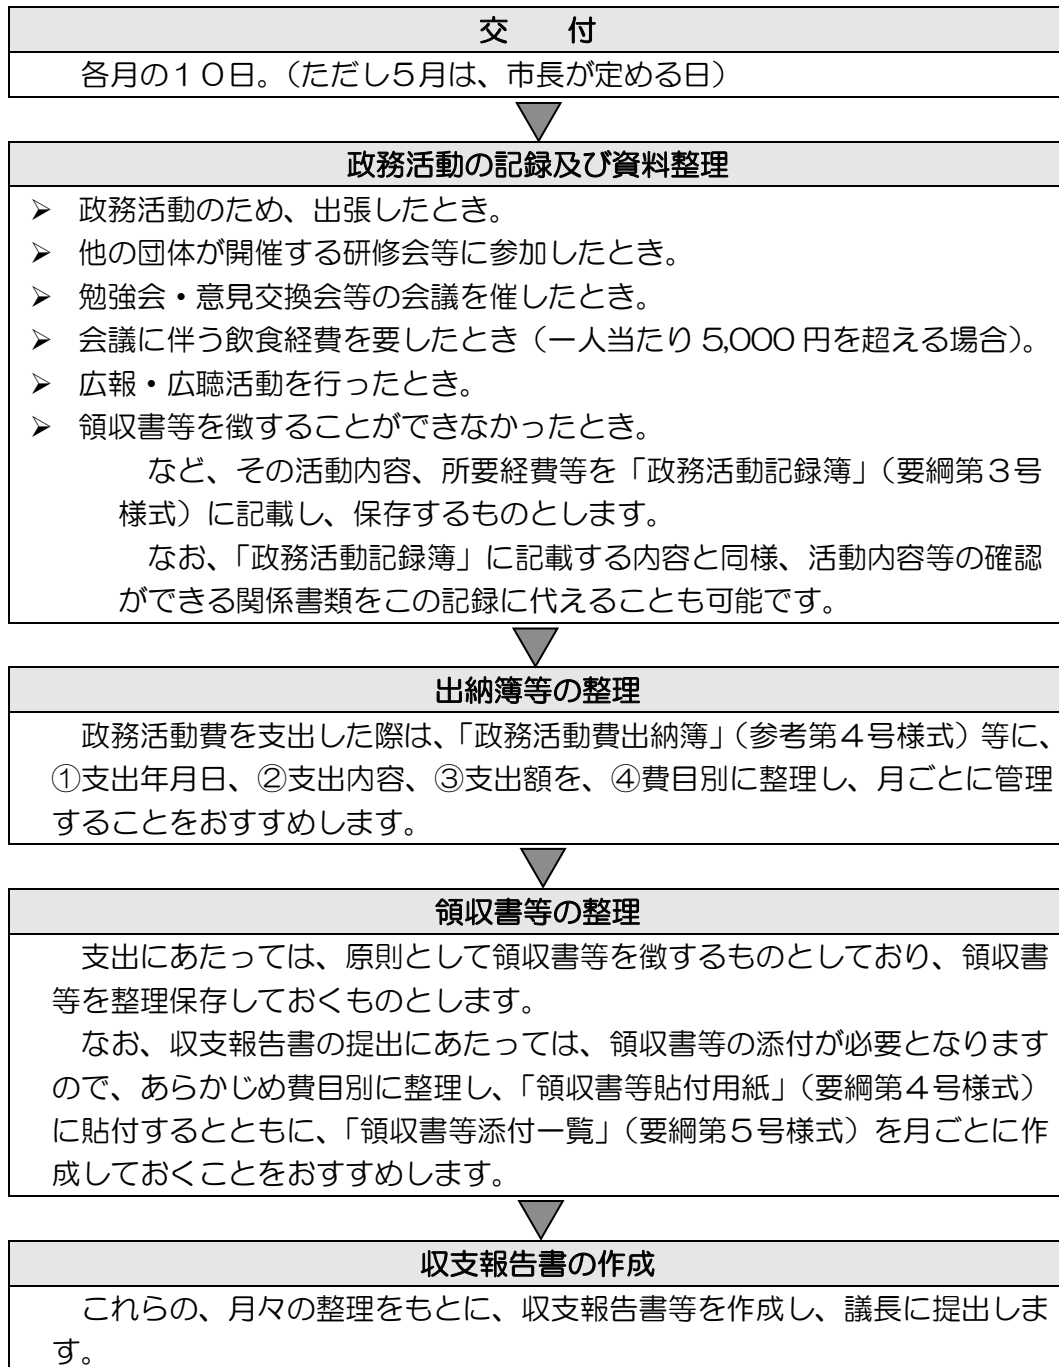 交　　付
各月の１０日。（ただし５月は、市長が定める日）
政務活動の記録及び資料整理
➢ 政務活動のため、出張したとき。
➢ 他の団体が開催する研修会等に参加したとき。
➢ 勉強会・意見交換会等の会議を催したとき。
➢ 会議に伴う飲食経費を要したとき（一人当たり 5,000 円を超える場合）。
➢ 広報・広聴活動を行ったとき。
➢ 領収書等を徴することができなかったとき。
など、その活動内容、所要経費等を「政務活動記録簿」（要綱第３号
様式）に記載し、保存するものとします。
なお、「政務活動記録簿」に記載する内容と同様、活動内容等の確認
ができる関係書類をこの記録に代えることも可能です。
出納簿等の整理
政務活動費を支出した際は、「政務活動費出納簿」（参考第４号様式）等に、
①支出年月日、②支出内容、③支出額を、④費目別に整理し、月ごとに管理
することをおすすめします。
領収書等の整理
支出にあたっては、原則として領収書等を徴するものとしており、領収書
等を整理保存しておくものとします。
なお、収支報告書の提出にあたっては、領収書等の添付が必要となります
ので、あらかじめ費目別に整理し、「領収書等貼付用紙」（要綱第４号様式）
に貼付するとともに、「領収書等添付一覧」（要綱第５号様式）を月ごとに作
成しておくことをおすすめします。
収支報告書の作成
これらの、月々の整理をもとに、収支報告書等を作成し、議長に提出しま
す。